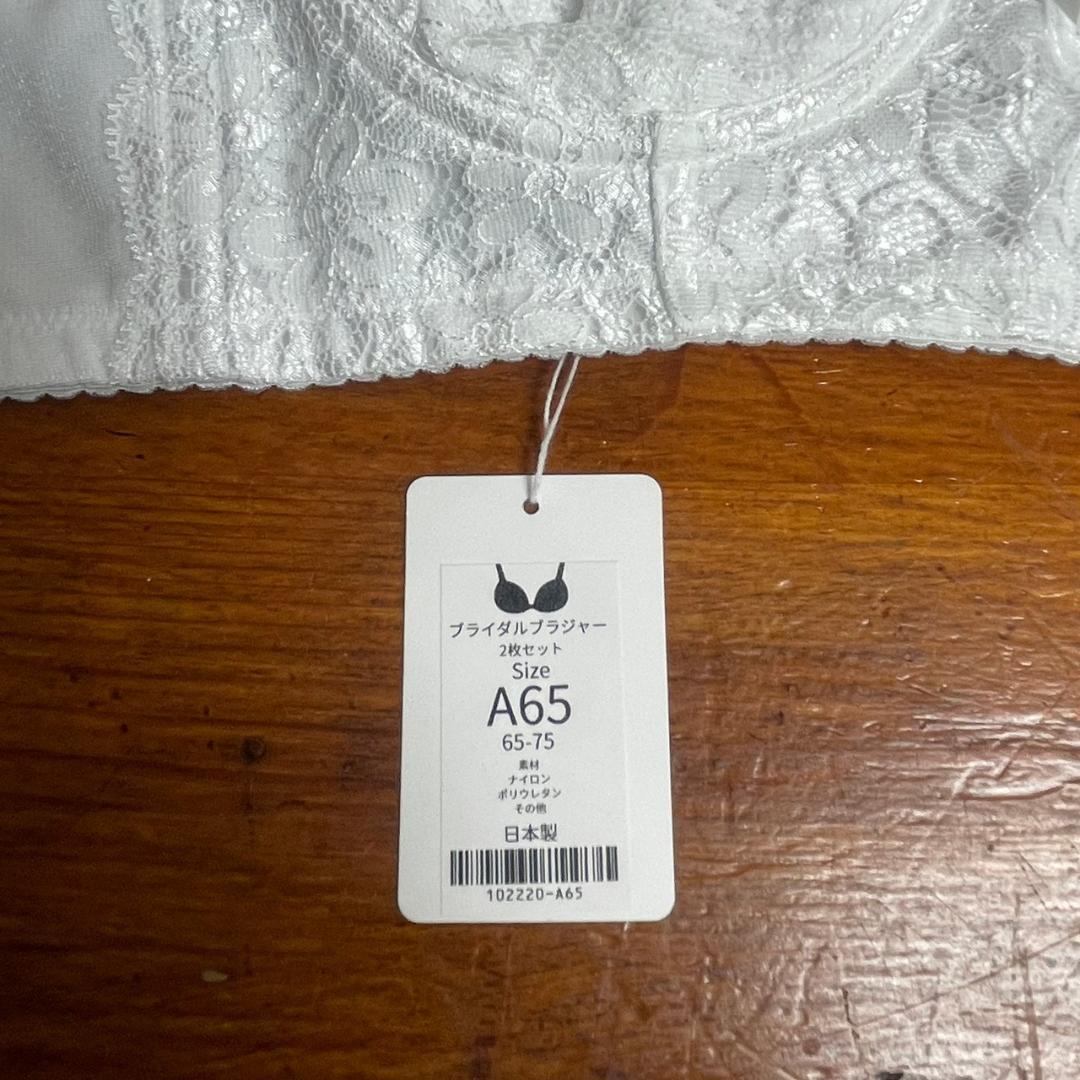 ブライダルブラジャー
2枚セット
Size
A65
65-75
素材
ナイロン
ポリウレタン
その他
日本製
102220-A65